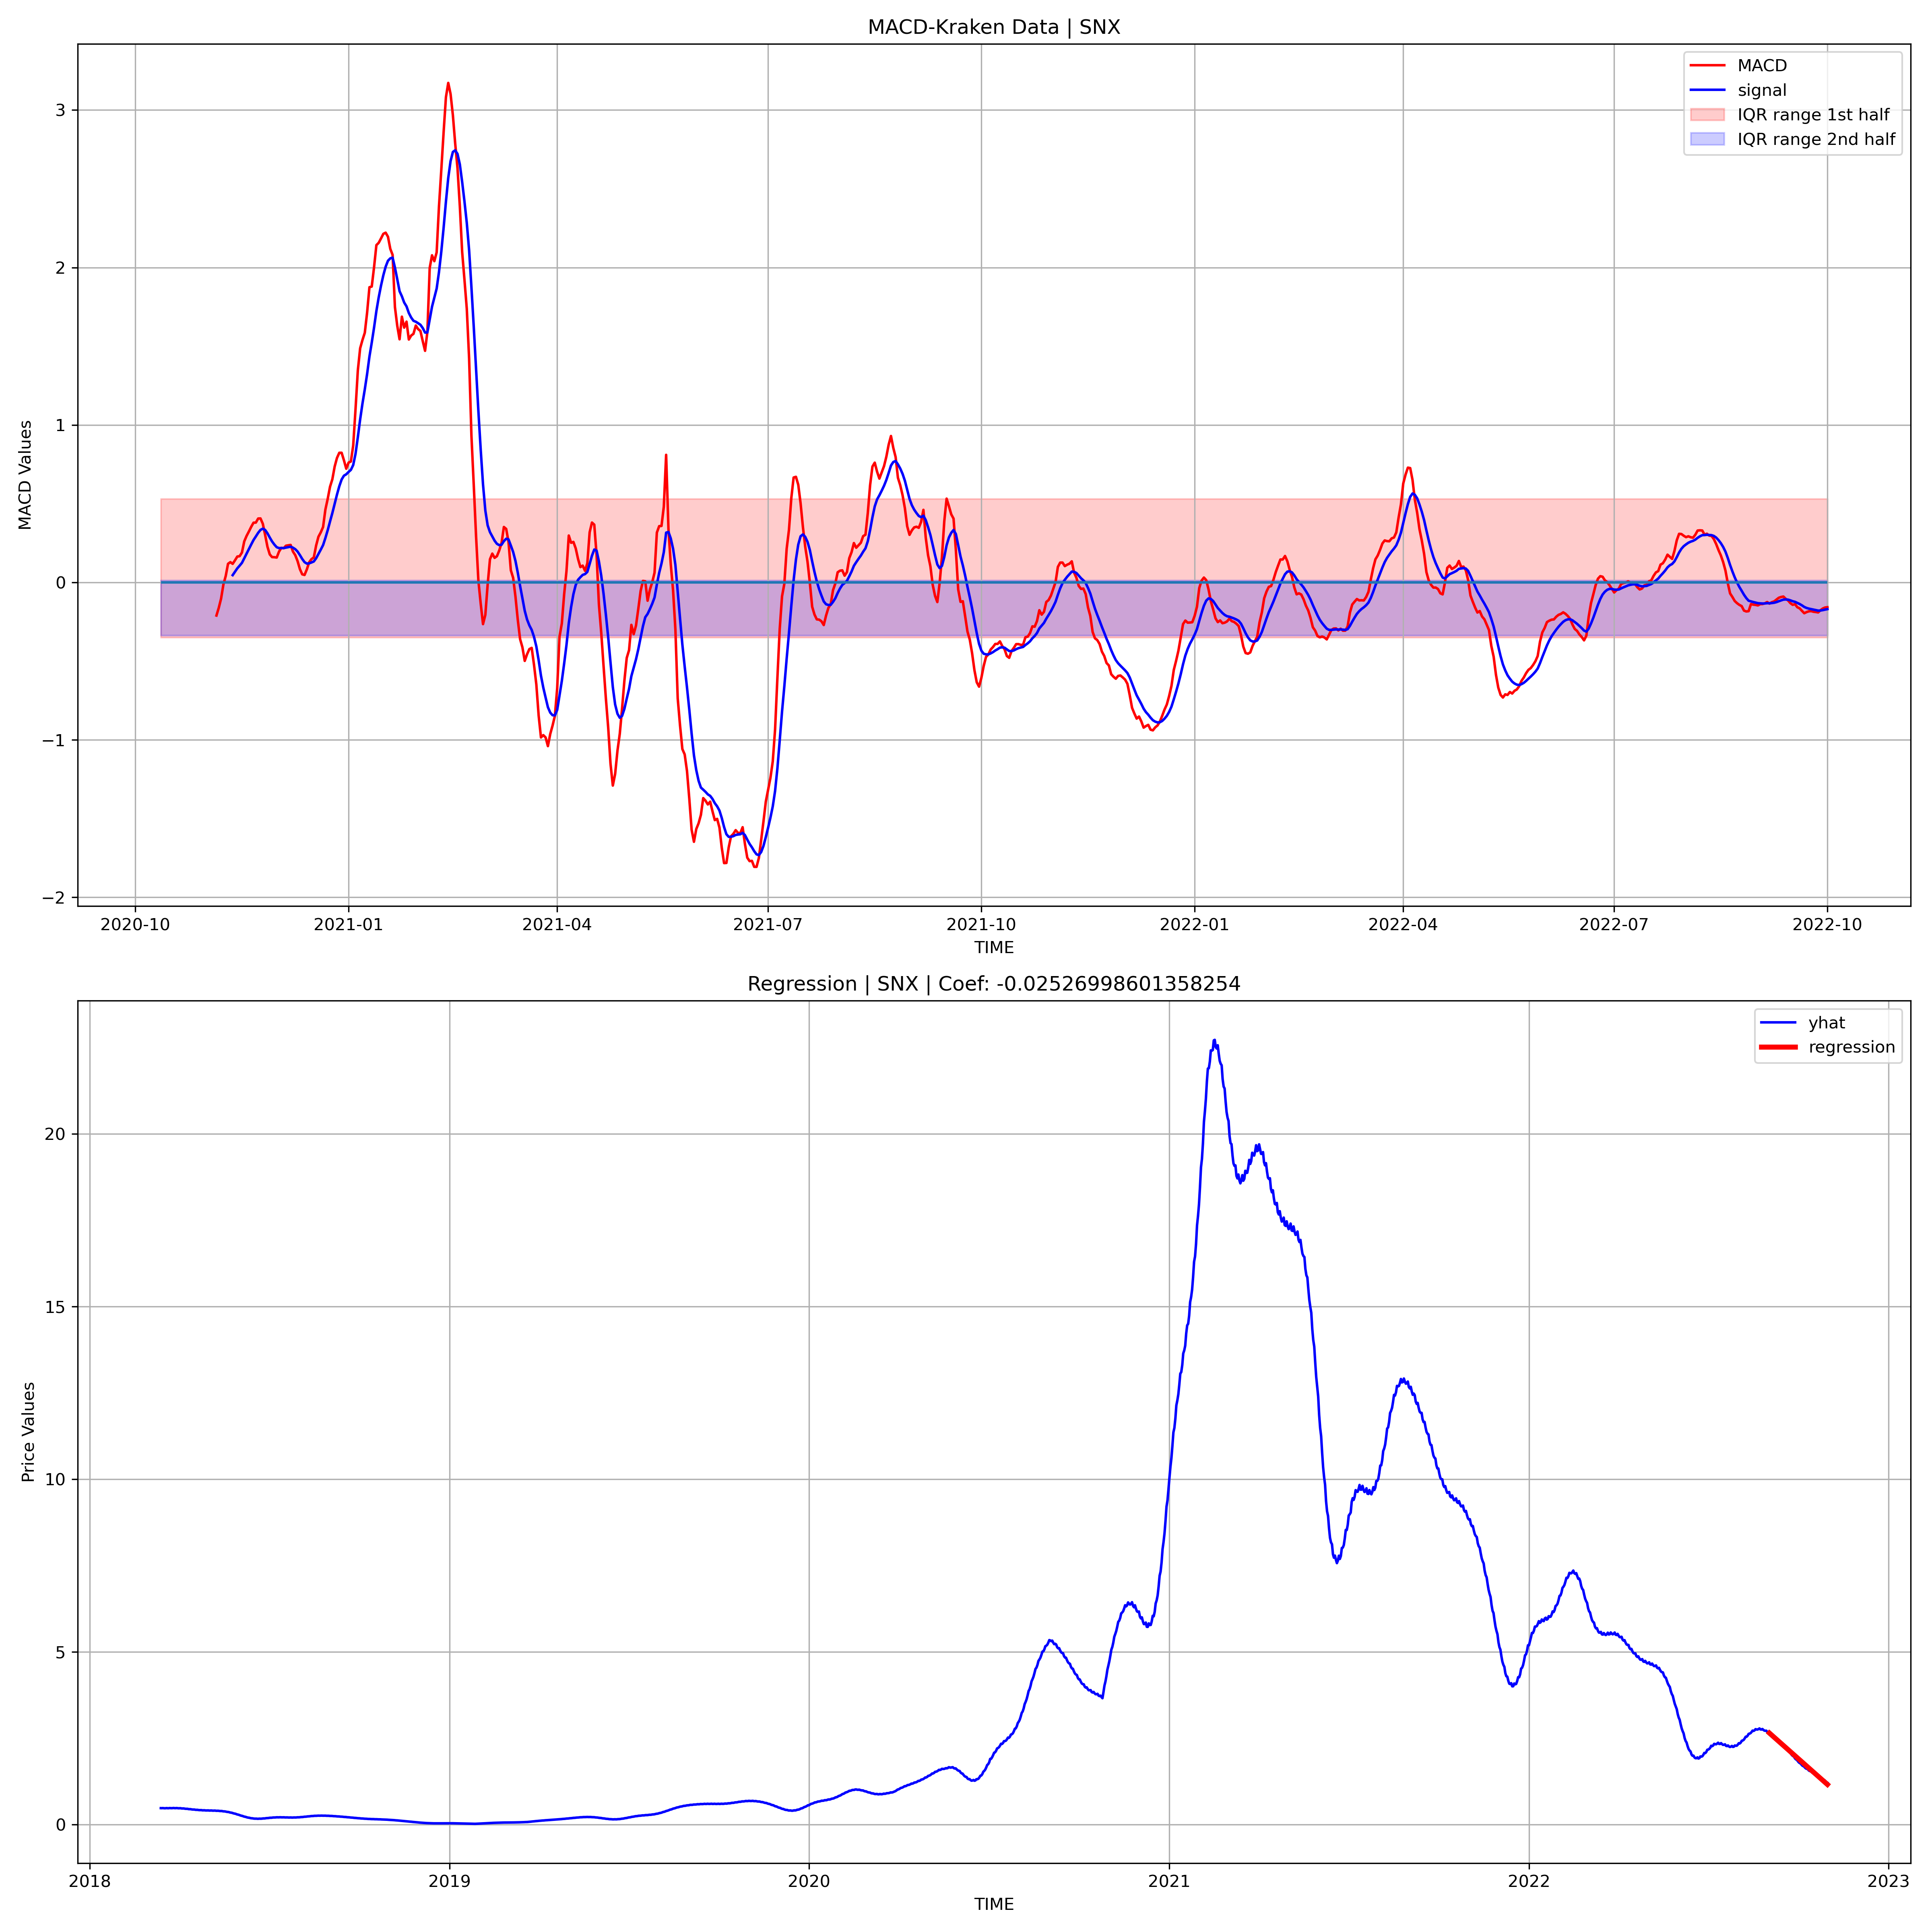 MACD-Kraken Data | SNX
MACD
signal
IQR range 1st half
IQR range 2nd half
MACD Values
3
2
1
0
−1
−2
2020-10
2021-01
2021-04
2021-07
2021-10
2022-01
2022-04
2022-07
2022-10
TIME
Regression | SNX | Coef: -0.02526998601358254
yhat
regression
Price Values
20
15
10
5
0
2018
2019
2020
2021
2022
2023
TIME